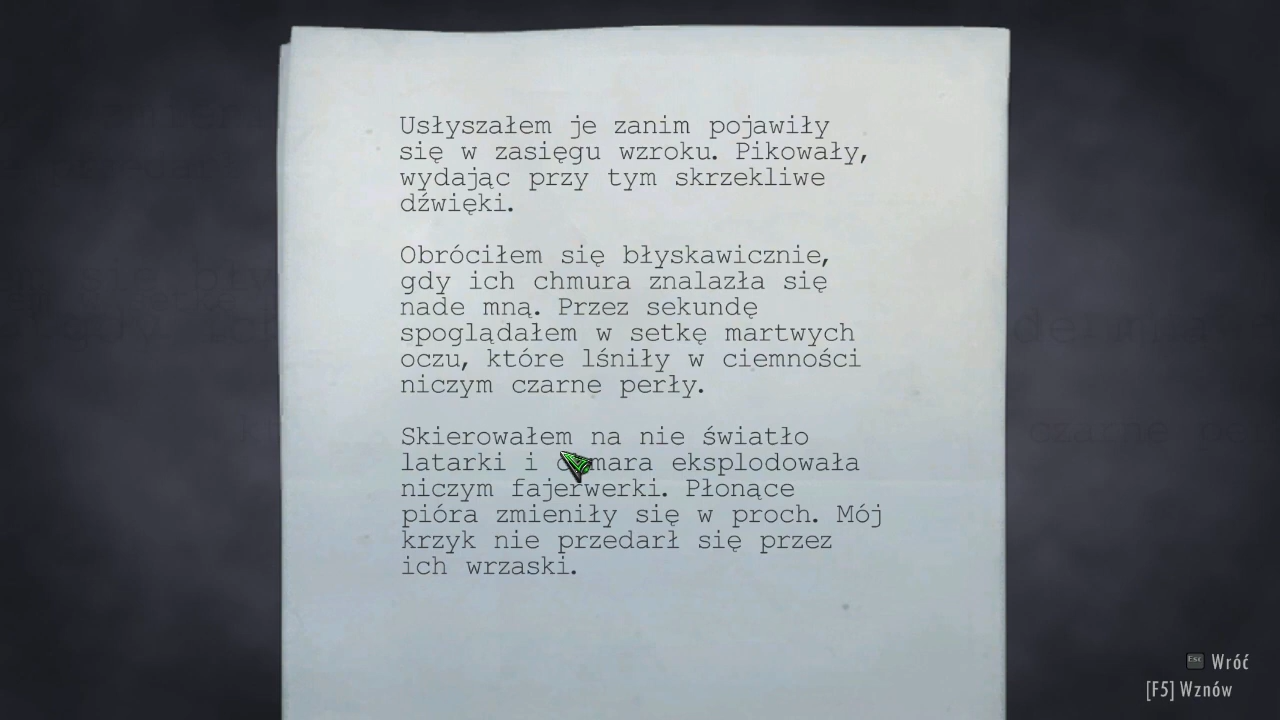 Usłyszałem je zanim pojawiły
się w zasięgu wzroku. Pikowały,
wydając przy tym skrzekliwe
dźwięki.
Obróciłem się błyskawicznie,
gdy ich chmura znalazła się
nade mną. Przez sekundę
spoglądałem w setkę martwych
oczu, które lśniły w ciemności
niczym czarne perły.
Skierowałem na nie światło
latarki i chmara eksplodowała
niczym fajerwerki. Płonące
pióra zmieniły się w proch. Mój
krzyk nie przedarł się przez
ich wrzaski.
Esc Wróć
[F5] Wznów